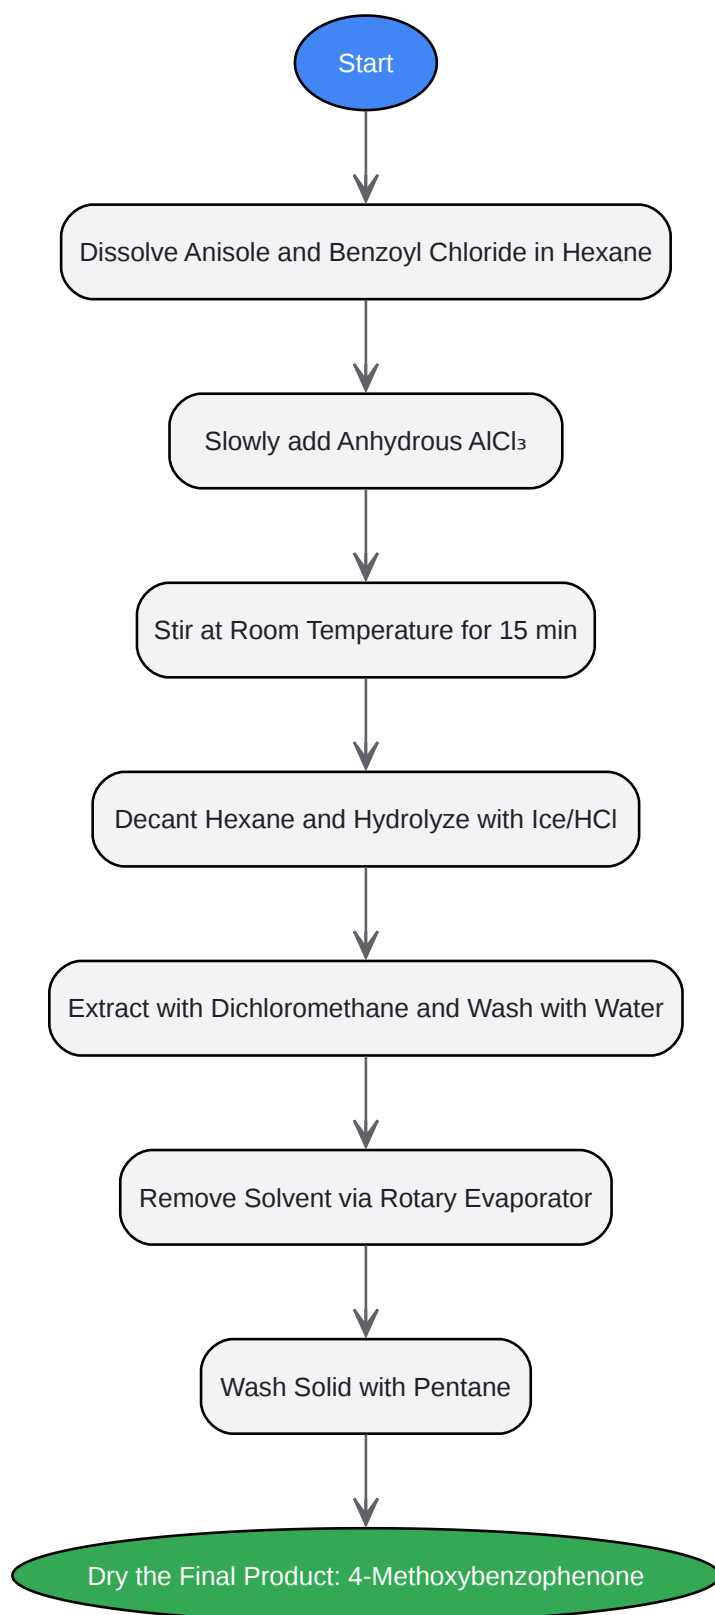 Start
Dissolve Anisole and Benzoyl Chloride in Hexane
Slowly add Anhydrous AlCl₃
Stir at Room Temperature for 15 min
Decant Hexane and Hydrolyze with Ice/HCl
Extract with Dichloromethane and Wash with Water
Remove Solvent via Rotary Evaporator
Wash Solid with Pentane
Dry the Final Product: 4-Methoxybenzophenone